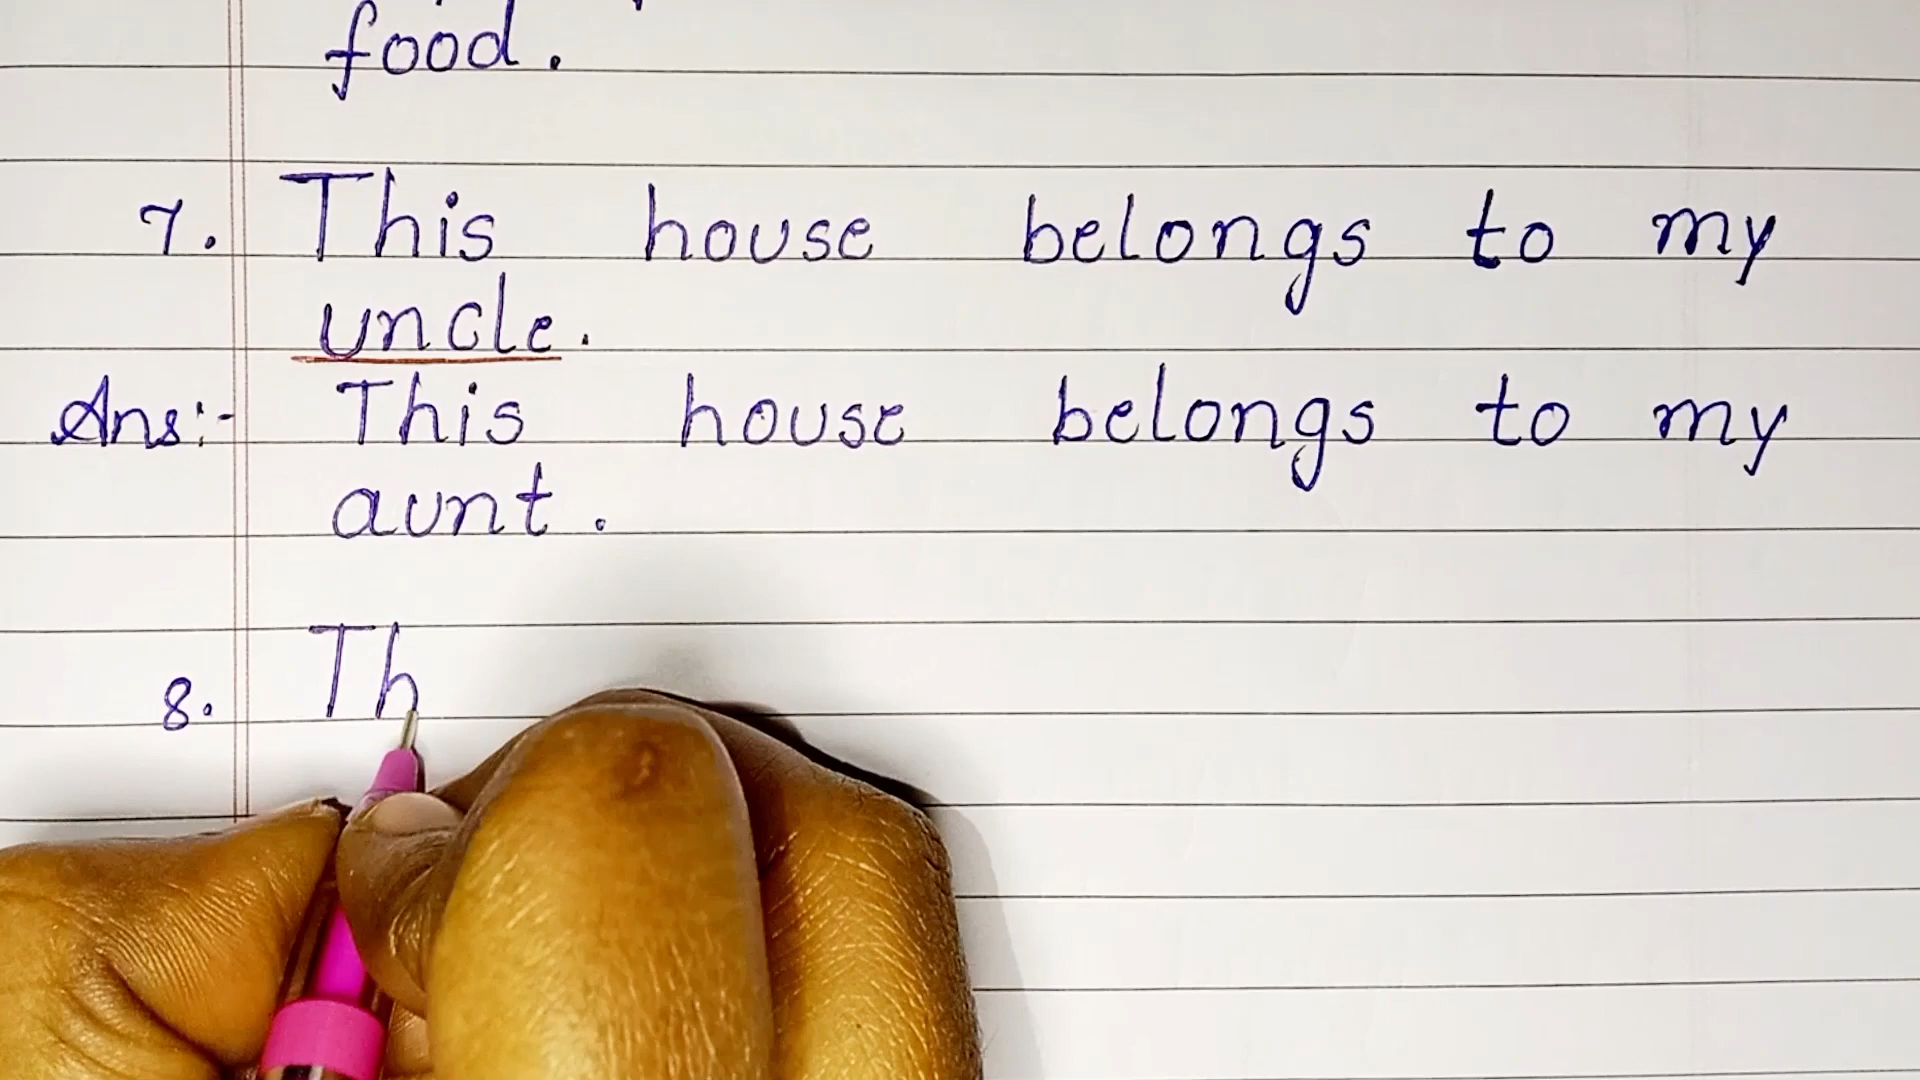 food.
7. This house belongs to my
uncle.
Ans:- This house belongs to my
aunt.
8. Th